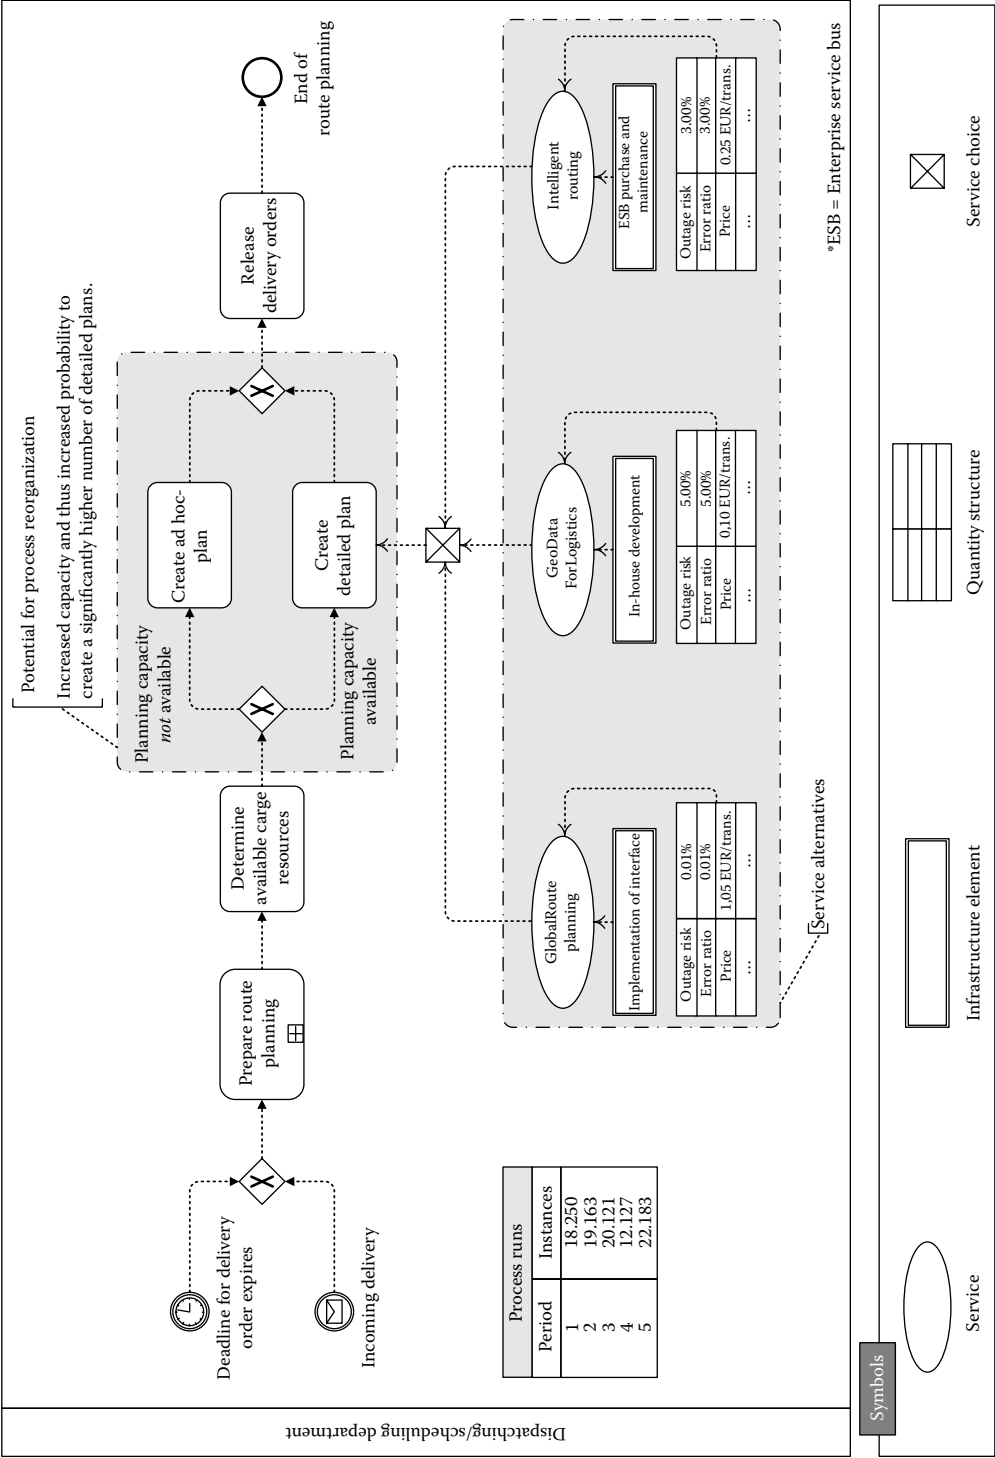 Dispatching/scheduling department
Potential for process reorganization
Increased capacity and thus increased probability to
create a significantly higher number of detailed plans.
Deadline for delivery
order expires
Incoming delivery
X
Prepare route
planning
Determine
available carge
resources
X
Planning capacity
not available
Planning capacity
available
Create ad hoc-
plan
Create
detailed plan
X
Release
delivery orders
End of
route planning
Process runs
Period Instances
1 18.250
2 19.163
3 20.121
4 12.127
5 22.183
GlobalRoute
planning
Implementation of interface
Outage risk 0.01%
Error ratio 0.01%
Price 1,05 EUR/trans.
... ...
GeoData
ForLogistics
In-house development
Outage risk 5.00%
Error ratio 5.00%
Price 0,10 EUR/trans.
... ...
Intelligent
routing
ESB purchase and
maintenance
Outage risk 3.00%
Error ratio 3.00%
Price 0.25 EUR/trans.
... ...
Service alternatives
*ESB = Enterprise service bus
Symbols
Service
Infrastructure element
Quantity structure
Service choice